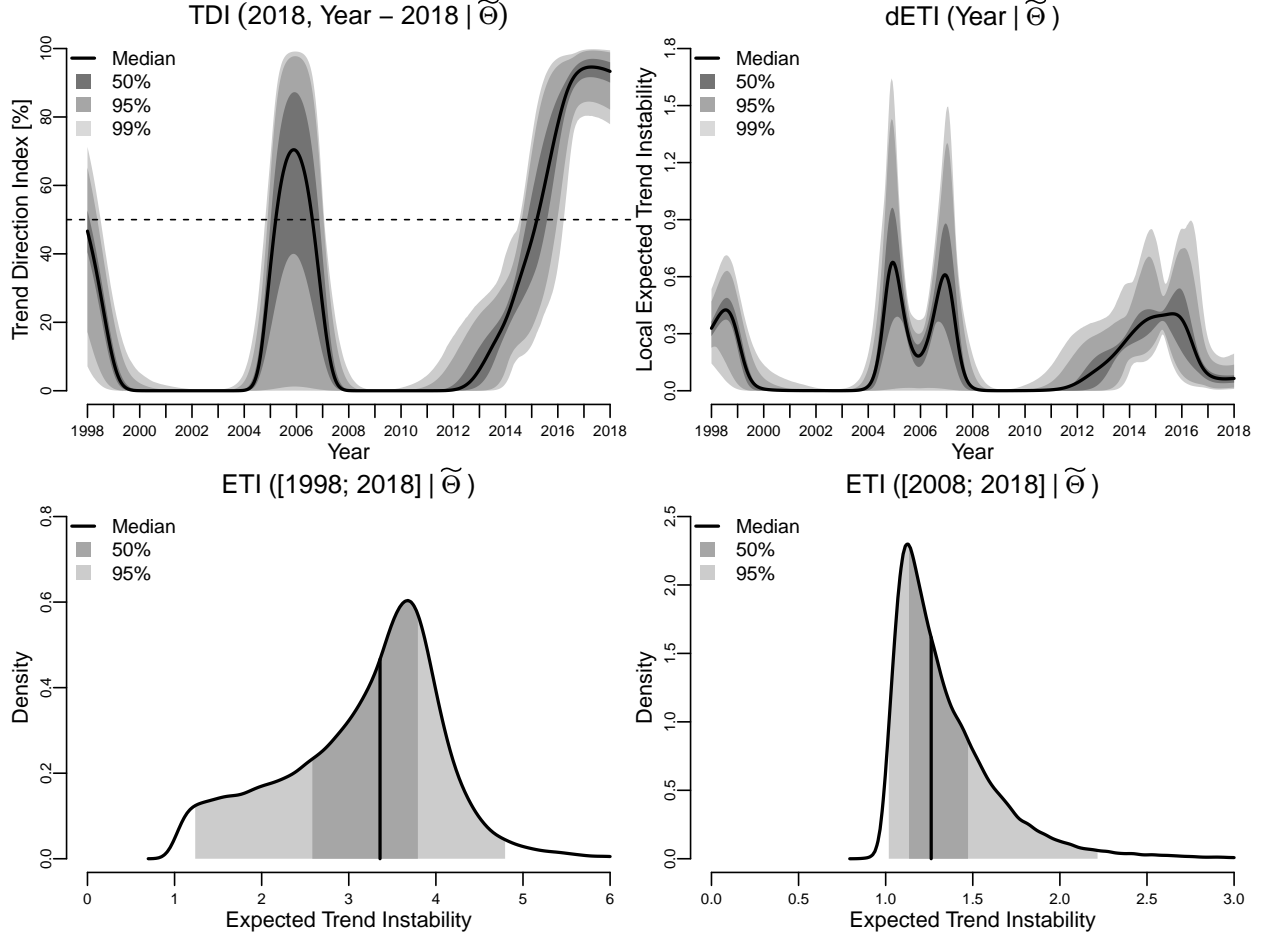 TDI (2018, Year − 2018 | Θ̃)
Median
50%
95%
99%
Trend Direction Index [%]
0 20 40 60 80 100
1998 2000 2002 2004 2006 2008 2010 2012 2014 2016 2018
Year
dETI (Year | Θ̃ )
Median
50%
95%
99%
Local Expected Trend Instability
0.0 0.3 0.6 0.9 1.2 1.5 1.8
1998 2000 2002 2004 2006 2008 2010 2012 2014 2016 2018
Year
ETI ([1998; 2018] | Θ̃ )
Median
50%
95%
Density
0.0 0.2 0.4 0.6 0.8
0 1 2 3 4 5 6
Expected Trend Instability
ETI ([2008; 2018] | Θ̃ )
Median
50%
95%
Density
0.0 0.5 1.0 1.5 2.0 2.5
0.0 0.5 1.0 1.5 2.0 2.5 3.0
Expected Trend Instability